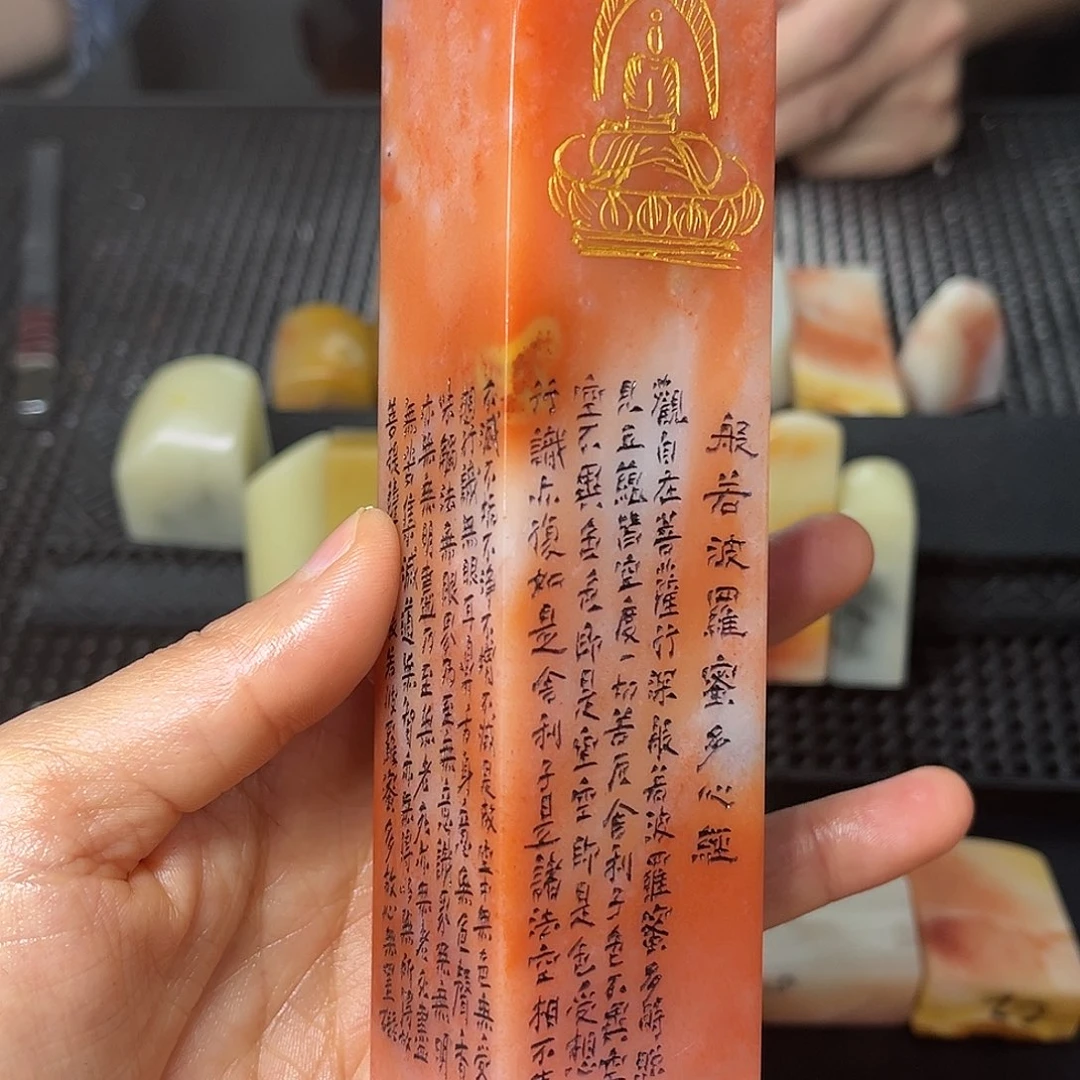 般若波羅蜜多心經
觀自在菩薩行深般若波羅蜜多時照
見五蘊皆空度一切苦厄舍利子色不異空
空不異色色即是空空即是色受想
行識亦復如是舍利子是諸法空相不生
不滅不垢不淨不增不減是故空中無色無受
想行識無眼耳鼻舌身意無色聲香
味觸法無眼界乃至無意識界無無明
亦無無明盡乃至無老死亦無老死盡
無苦集滅道無智亦無得以無所得故
菩提薩般若波羅蜜多故心無罣礙